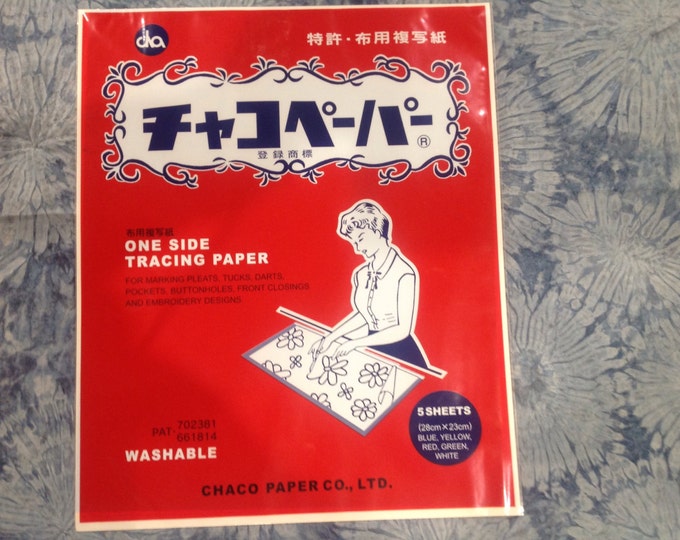 cha
特許・布用複写紙
チャコペーパー®
登録商標
布用複写紙
ONE SIDE
TRACING PAPER
FOR MARKING PLEATS, TUCKS, DARTS,
POCKETS, BUTTONHOLES, FRONT CLOSINGS
AND EMBROIDERY DESIGNS.
5 SHEETS
(28cm×23cm)
BLUE, YELLOW,
RED, GREEN,
WHITE
PAT. 702381
661814
WASHABLE
CHACO PAPER CO., LTD.